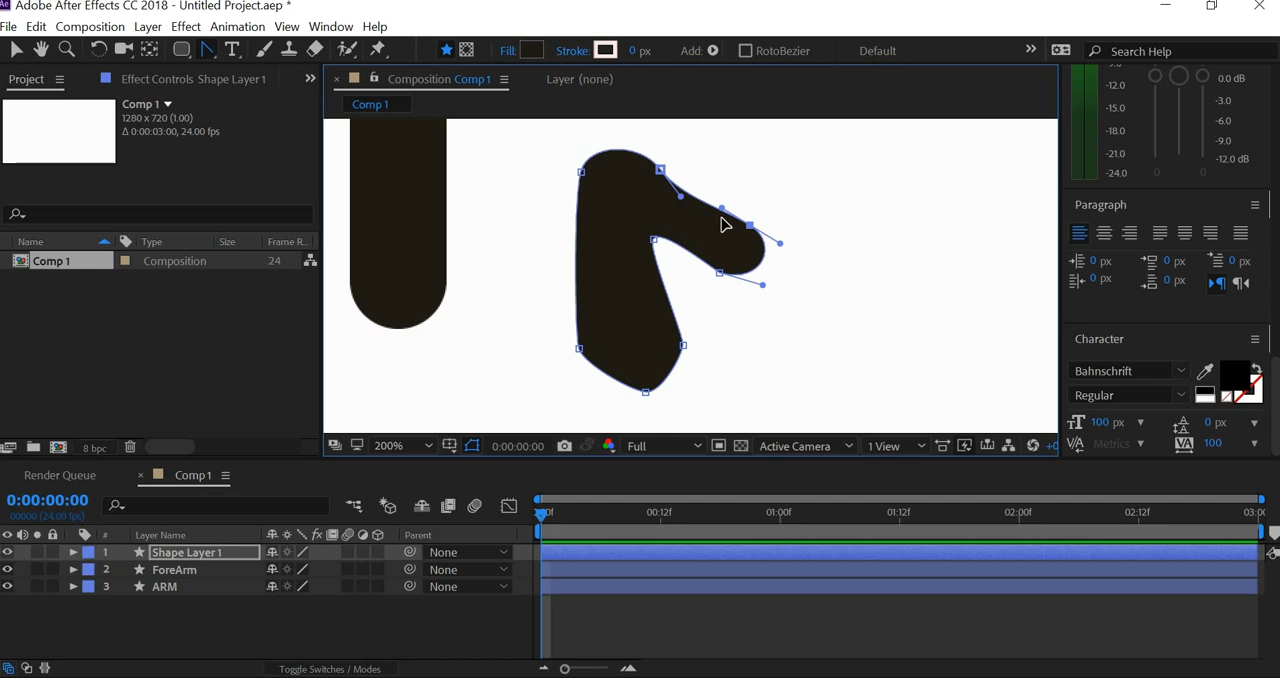 Ae Adobe After Effects CC 2018 - Untitled Project.aep *
File Edit Composition Layer Effect Animation View Window Help
Fill: Stroke: 0 px Add: RotoBezier Default Search Help
Project Effect Controls Shape Layer 1 Composition Comp 1 Layer (none)
Comp 1
1280 x 720 (1.00)
Δ 0:00:03:00, 24.00 fps
Comp 1
-12.0
-15.0
-18.0
-21.0
-24.0
0.0 dB
-3.0
-6.0
-9.0
-12.0 dB
Paragraph
0 px 0 px 0 px
0 px 0 px
Character
Bahnschrift
Regular
100 px 0 px
Metrics 100
Name Type Size Frame R...
Comp 1 Composition 24
8 bpc
200% 0:00:00:00 Full Active Camera 1 View +0
Render Queue Comp 1
0:00:00:00
00000 (24.00 fps)
# Layer Name Parent
1 Shape Layer 1 None
2 ForeArm None
3 ARM None
00:12f 01:00f 01:12f 02:00f 02:12f
Toggle Switches / Modes